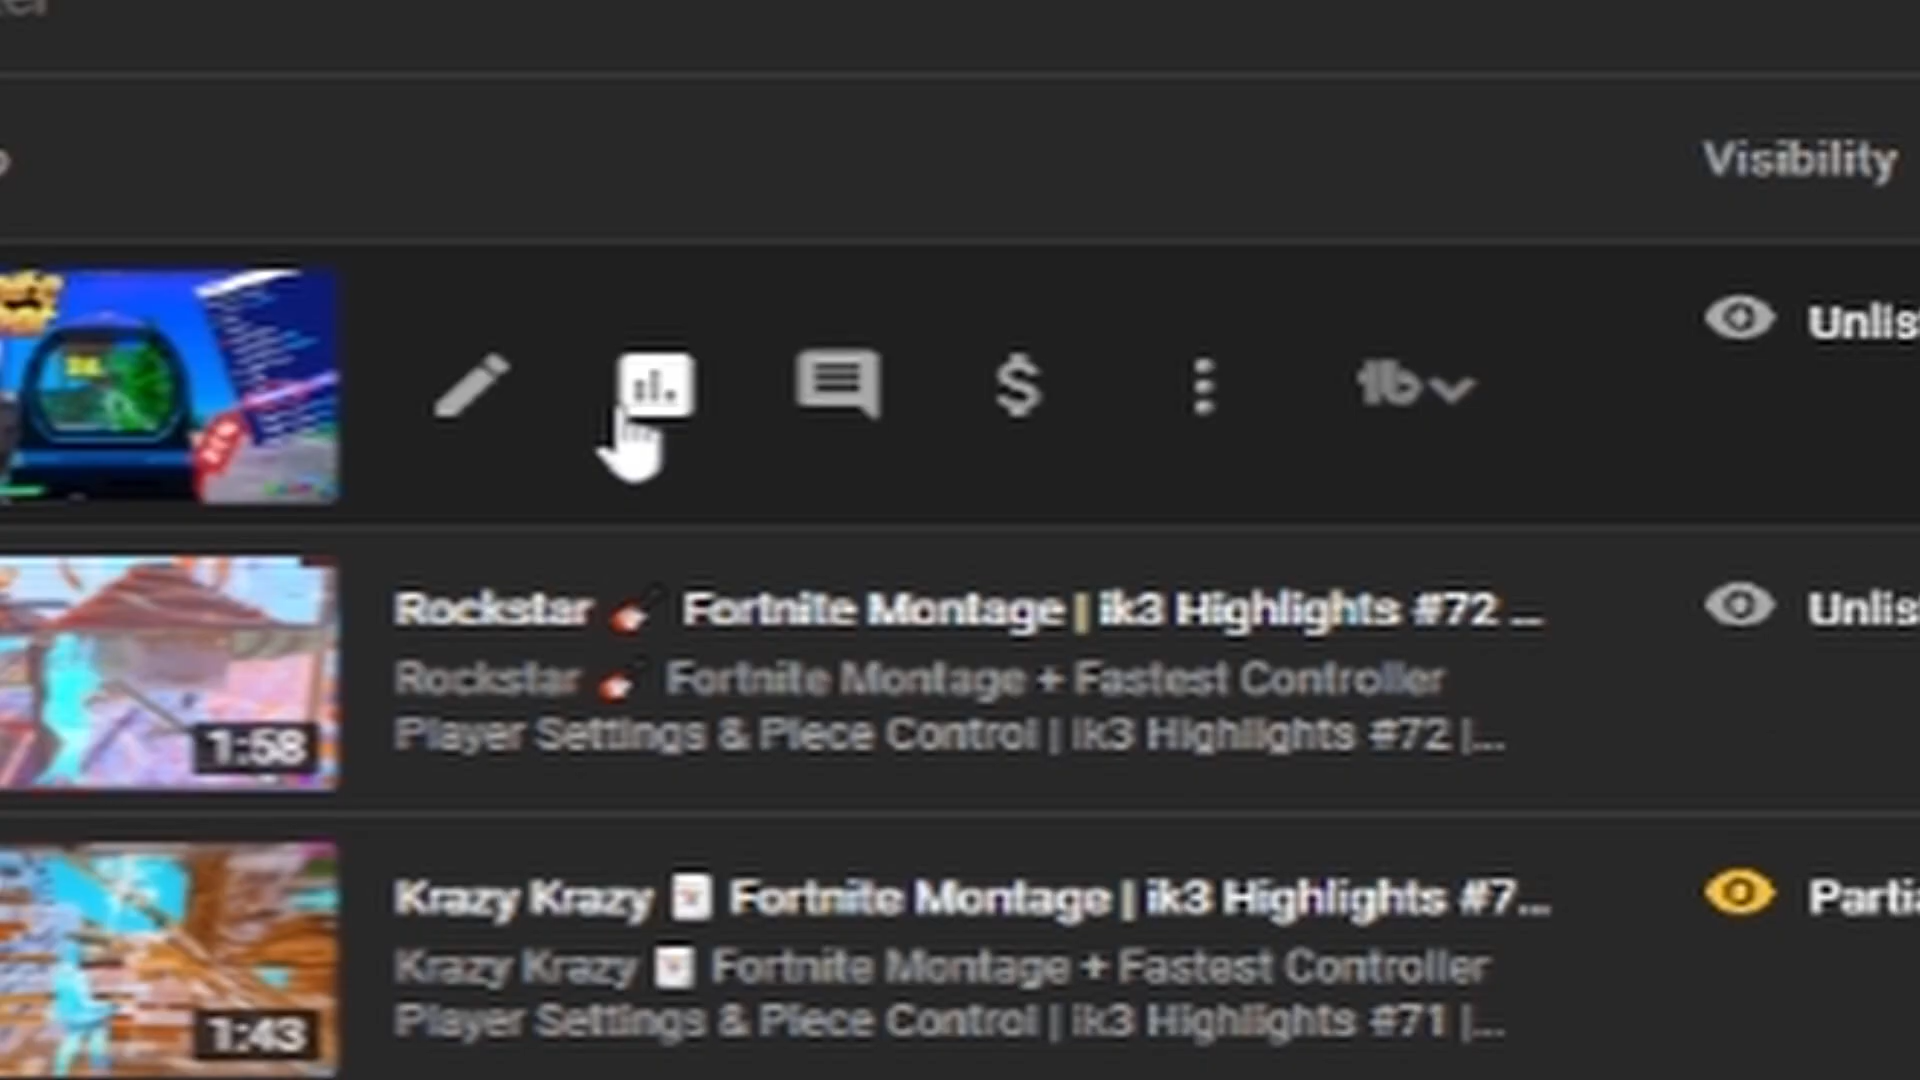 Visibility
Unlis
Rockstar Fortnite Montage | ik3 Highlights #72 ...
Rockstar Fortnite Montage + Fastest Controller
Player Settings & Piece Control | ik3 Highlights #72 |...
Unlis
1:58
Krazy Krazy 🃏 Fortnite Montage | ik3 Highlights #7...
Krazy Krazy 🃏 Fortnite Montage + Fastest Controller
Player Settings & Piece Control | ik3 Highlights #71 |...
Partia
1:43